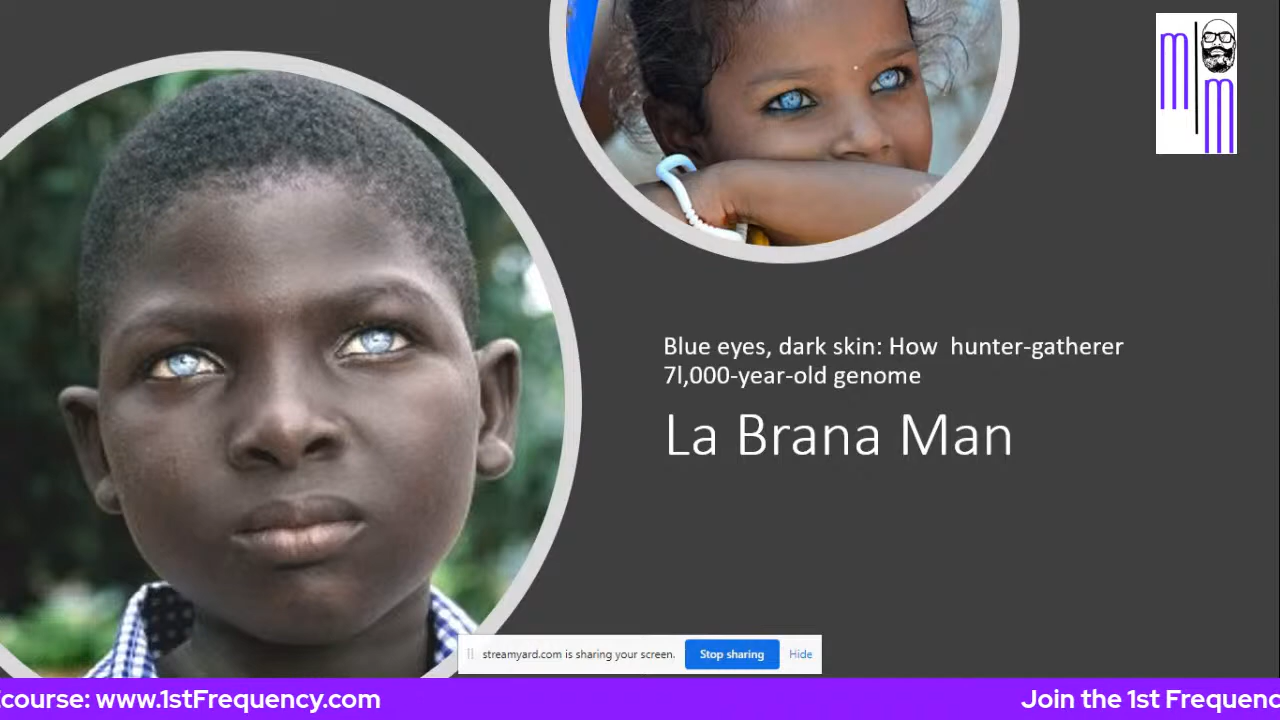 m
m
Blue eyes, dark skin: How  hunter-gatherer
7l,000-year-old genome
La Brana Man
streamyard.com is sharing your screen. Stop sharing Hide
course: www.1stFrequency.com Join the 1st Frequenc